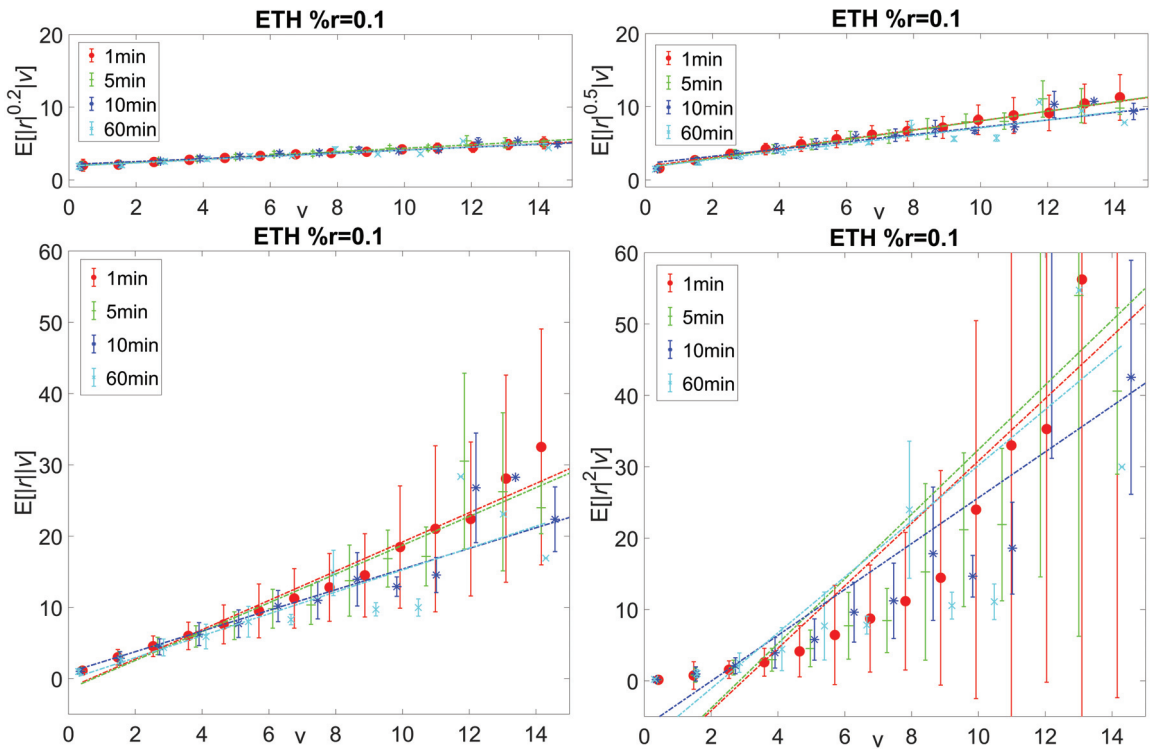 ETH %r=0.1
E[|r|^0.2|v]
20
10
0
1min
5min
10min
60min
0 2 4 6 8 10 12 14
v
ETH %r=0.1
E[|r|^0.5|v]
20
10
0
1min
5min
10min
60min
0 2 4 6 8 10 12 14
v
ETH %r=0.1
E[|r||v]
60
50
40
30
20
10
0
1min
5min
10min
60min
0 2 4 6 8 10 12 14
v
ETH %r=0.1
E[|r|^2|v]
60
50
40
30
20
10
0
1min
5min
10min
60min
0 2 4 6 8 10 12 14
v